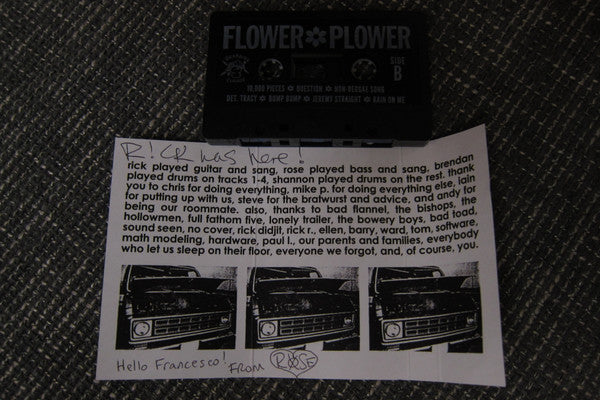 FLOWER PLOWER
SIDE
B
10,000 PIECES QUESTION NON-REGGAE SONG
DET. TRACY BUMP BUMP JEREMY STRAIGHT RAIN ON ME
R!CK was here!
rick played guitar and sang, rose played bass and sang, brendan
played drums on tracks 1-4, shannon played drums on the rest. thank
you to chris for doing everything, mike p. for doing everything else, iain
for putting up with us, steve for the bratwurst and advice, and andy for
being our roommate. also, thanks to bad flannel, the bishops, the
hollowmen, full fathom five, lonely trailer, the bowery boys, bad toad,
sound seen, no cover, rick didjit, rick r., ellen, barry, ward, tom, software,
math modeling, hardware, paul l., our parents and families, everybody
who let us sleep on their floor, everyone we forgot, and, of course, you.
Hello Francesco! FROM ROSE